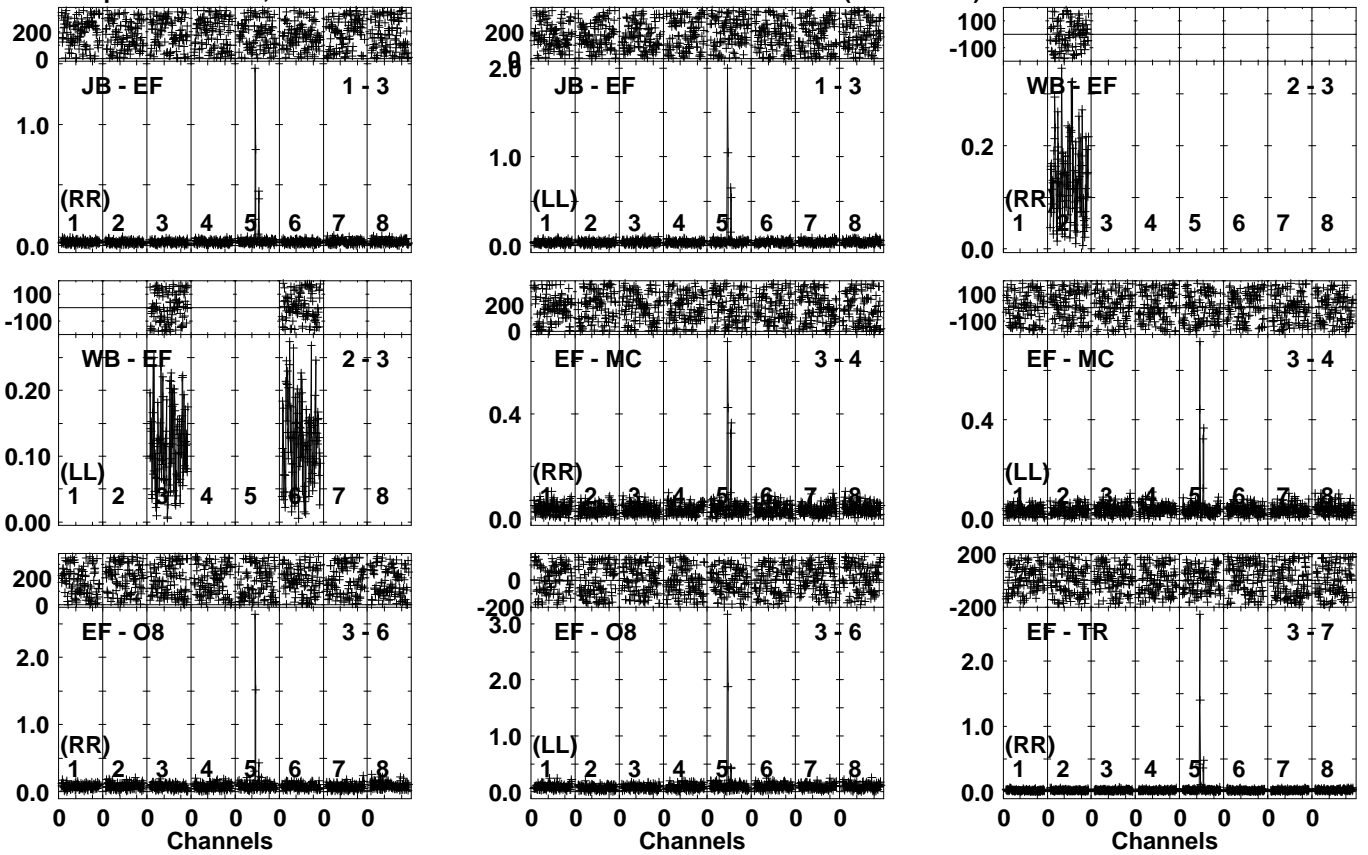 200
0
JB - EF 1 - 3
1.0
(RR)
1 2 3 4 5 6 7 8
0.0
200
0
2.0
JB - EF 1 - 3
1.0
(LL)
1 2 3 4 5 6 7 8
0.0
100
-100
WB - EF 2 - 3
0.2
(RR)
1 2 3 4 5 6 7 8
0.0
100
-100
WB - EF 2 - 3
0.20
0.10
(LL)
1 2 3 4 5 6 7 8
0.00
200
0
EF - MC 3 - 4
0.4
(RR)
1 2 3 4 5 6 7 8
0.0
100
-100
EF - MC 3 - 4
0.4
(LL)
1 2 3 4 5 6 7 8
0.0
200
0
EF - O8 3 - 6
2.0
1.0
(RR)
1 2 3 4 5 6 7 8
0.0
0 0 0 0 0 0 0 0
Channels
0
-200
3.0
EF - O8 3 - 6
2.0
1.0
(LL)
1 2 3 4 5 6 7 8
0.0
0 0 0 0 0 0 0 0
Channels
200
-200
EF - TR 3 - 7
2.0
1.0
(RR)
1 2 3 4 5 6 7 8
0.0
0 0 0 0 0 0 0 0
Channels